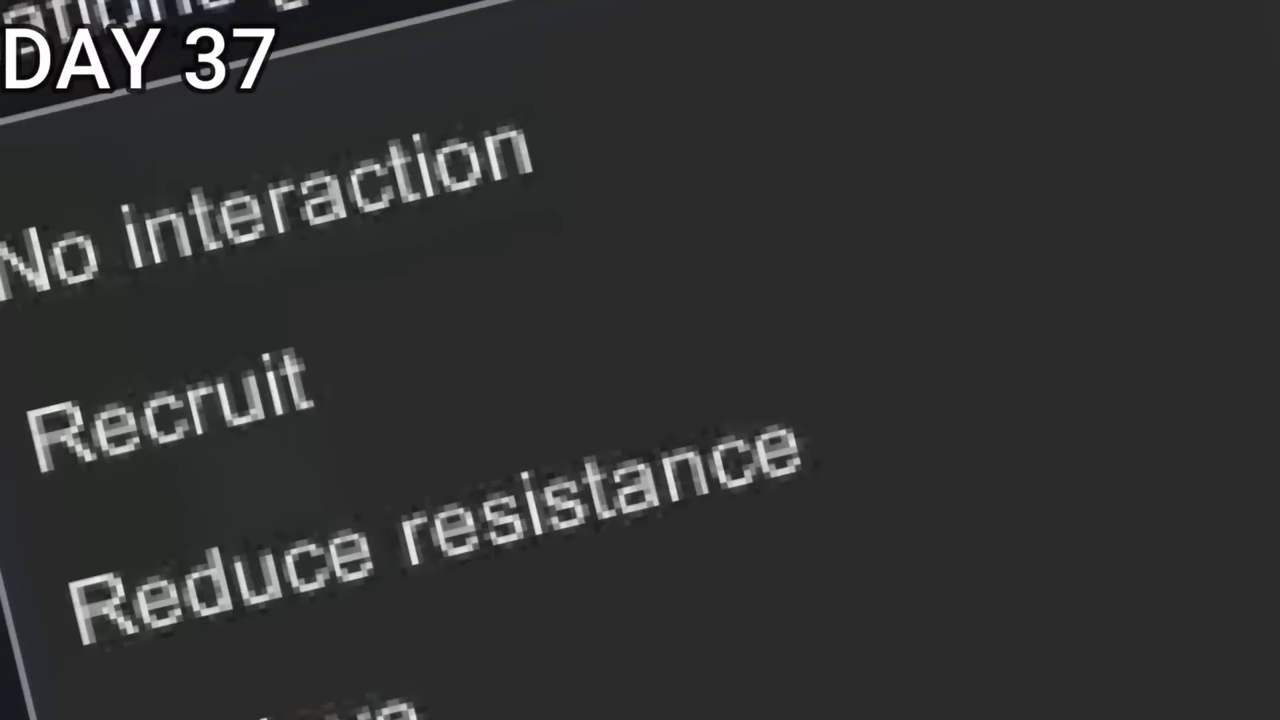 DAY 37
No interaction
Recruit
Reduce resistance